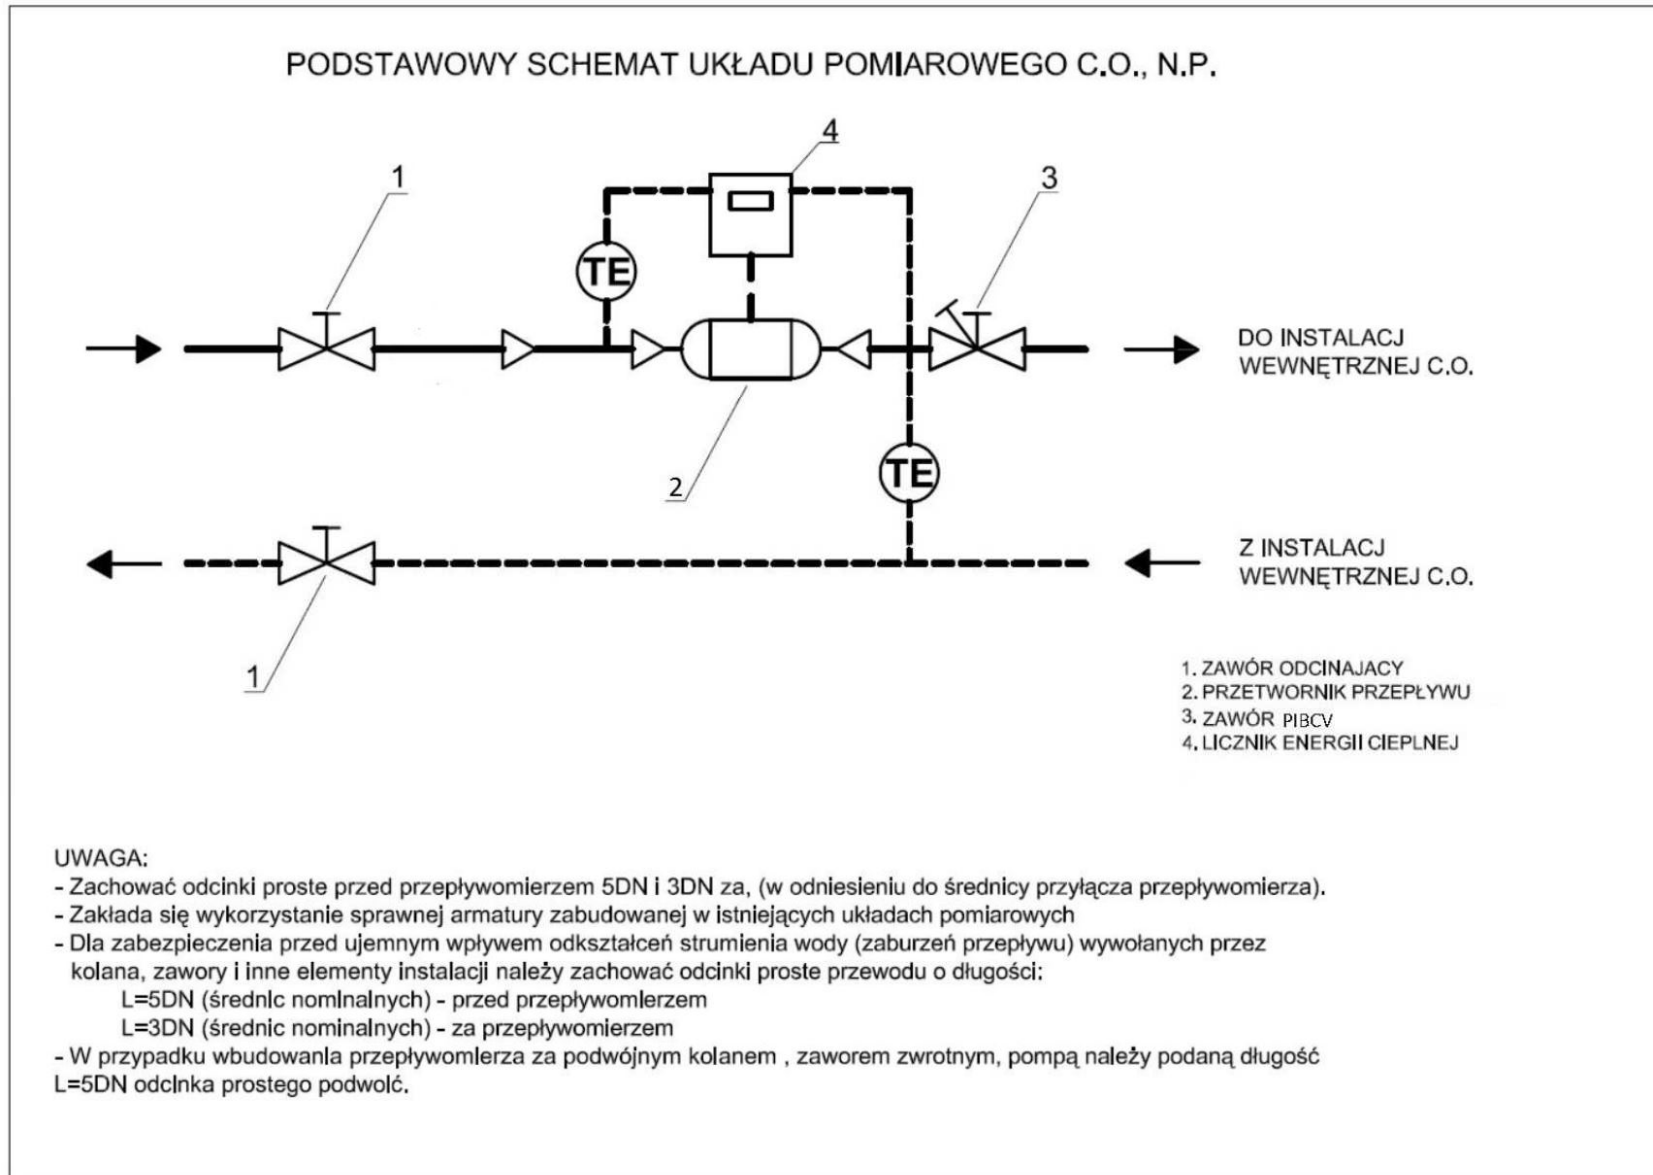 PODSTAWOWY SCHEMAT UKŁADU POMIAROWEGO C.O., N.P.
4
1
3
TE
DO INSTALACJ
WEWNĘTRZNEJ C.O.
TE
2
Z INSTALACJ
WEWNĘTRZNEJ C.O.
1
1. ZAWÓR ODCINAJACY
2. PRZETWORNIK PRZEPŁYWU
3. ZAWÓR PIBCV
4. LICZNIK ENERGII CIEPLNEJ
UWAGA:
- Zachować odcinki proste przed przepływomierzem 5DN i 3DN za, (w odniesieniu do średnicy przyłącza przepływomierza).
- Zakłada się wykorzystanie sprawnej armatury zabudowanej w istniejących układach pomiarowych
- Dla zabezpieczenia przed ujemnym wpływem odkształceń strumienia wody (zaburzeń przepływu) wywołanych przez
kolana, zawory i inne elementy instalacji należy zachować odcinki proste przewodu o długości:
L=5DN (średnic nominalnych) - przed przepływomierzem
L=3DN (średnic nominalnych) - za przepływomierzem
- W przypadku wbudowania przepływomierza za podwójnym kolanem , zaworem zwrotnym, pompą należy podaną długość
L=5DN odcinka prostego podwoić.